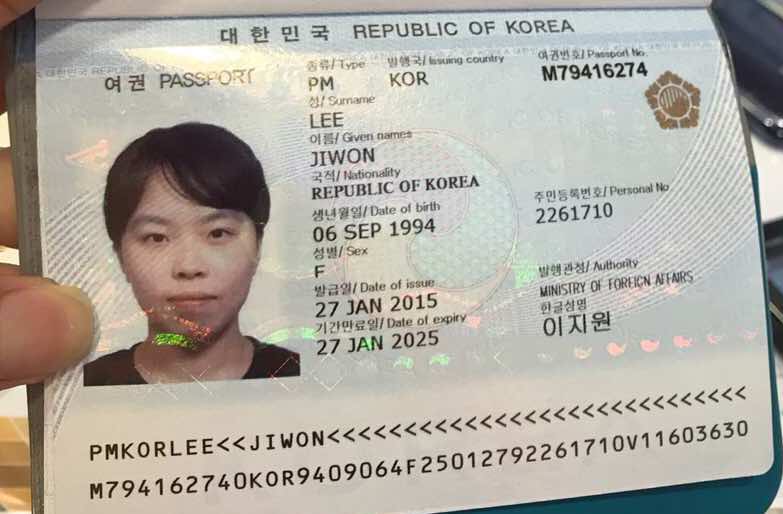 대한민국 REPUBLIC OF KOREA
여권 PASSPORT
종류/Type 발행국/Issuing country 여권번호/Passport No.
PM KOR M79416274
성/Surname
LEE
이름/Given names
JIWON
국적/Nationality
REPUBLIC OF KOREA
생년월일/Date of birth 주민등록번호/Personal No
06 SEP 1994 2261710
성별/Sex
F
발급일/Date of issue 발행관청/Authority
27 JAN 2015 MINISTRY OF FOREIGN AFFAIRS
기간만료일/Date of expiry 한글성명
27 JAN 2025 이지원
PMKORLEE<<JIWON<<<<<<<<<<<<<<<<<<<<<<<<<<<<<
M794162740KOR9409064F25012792261710V11603630